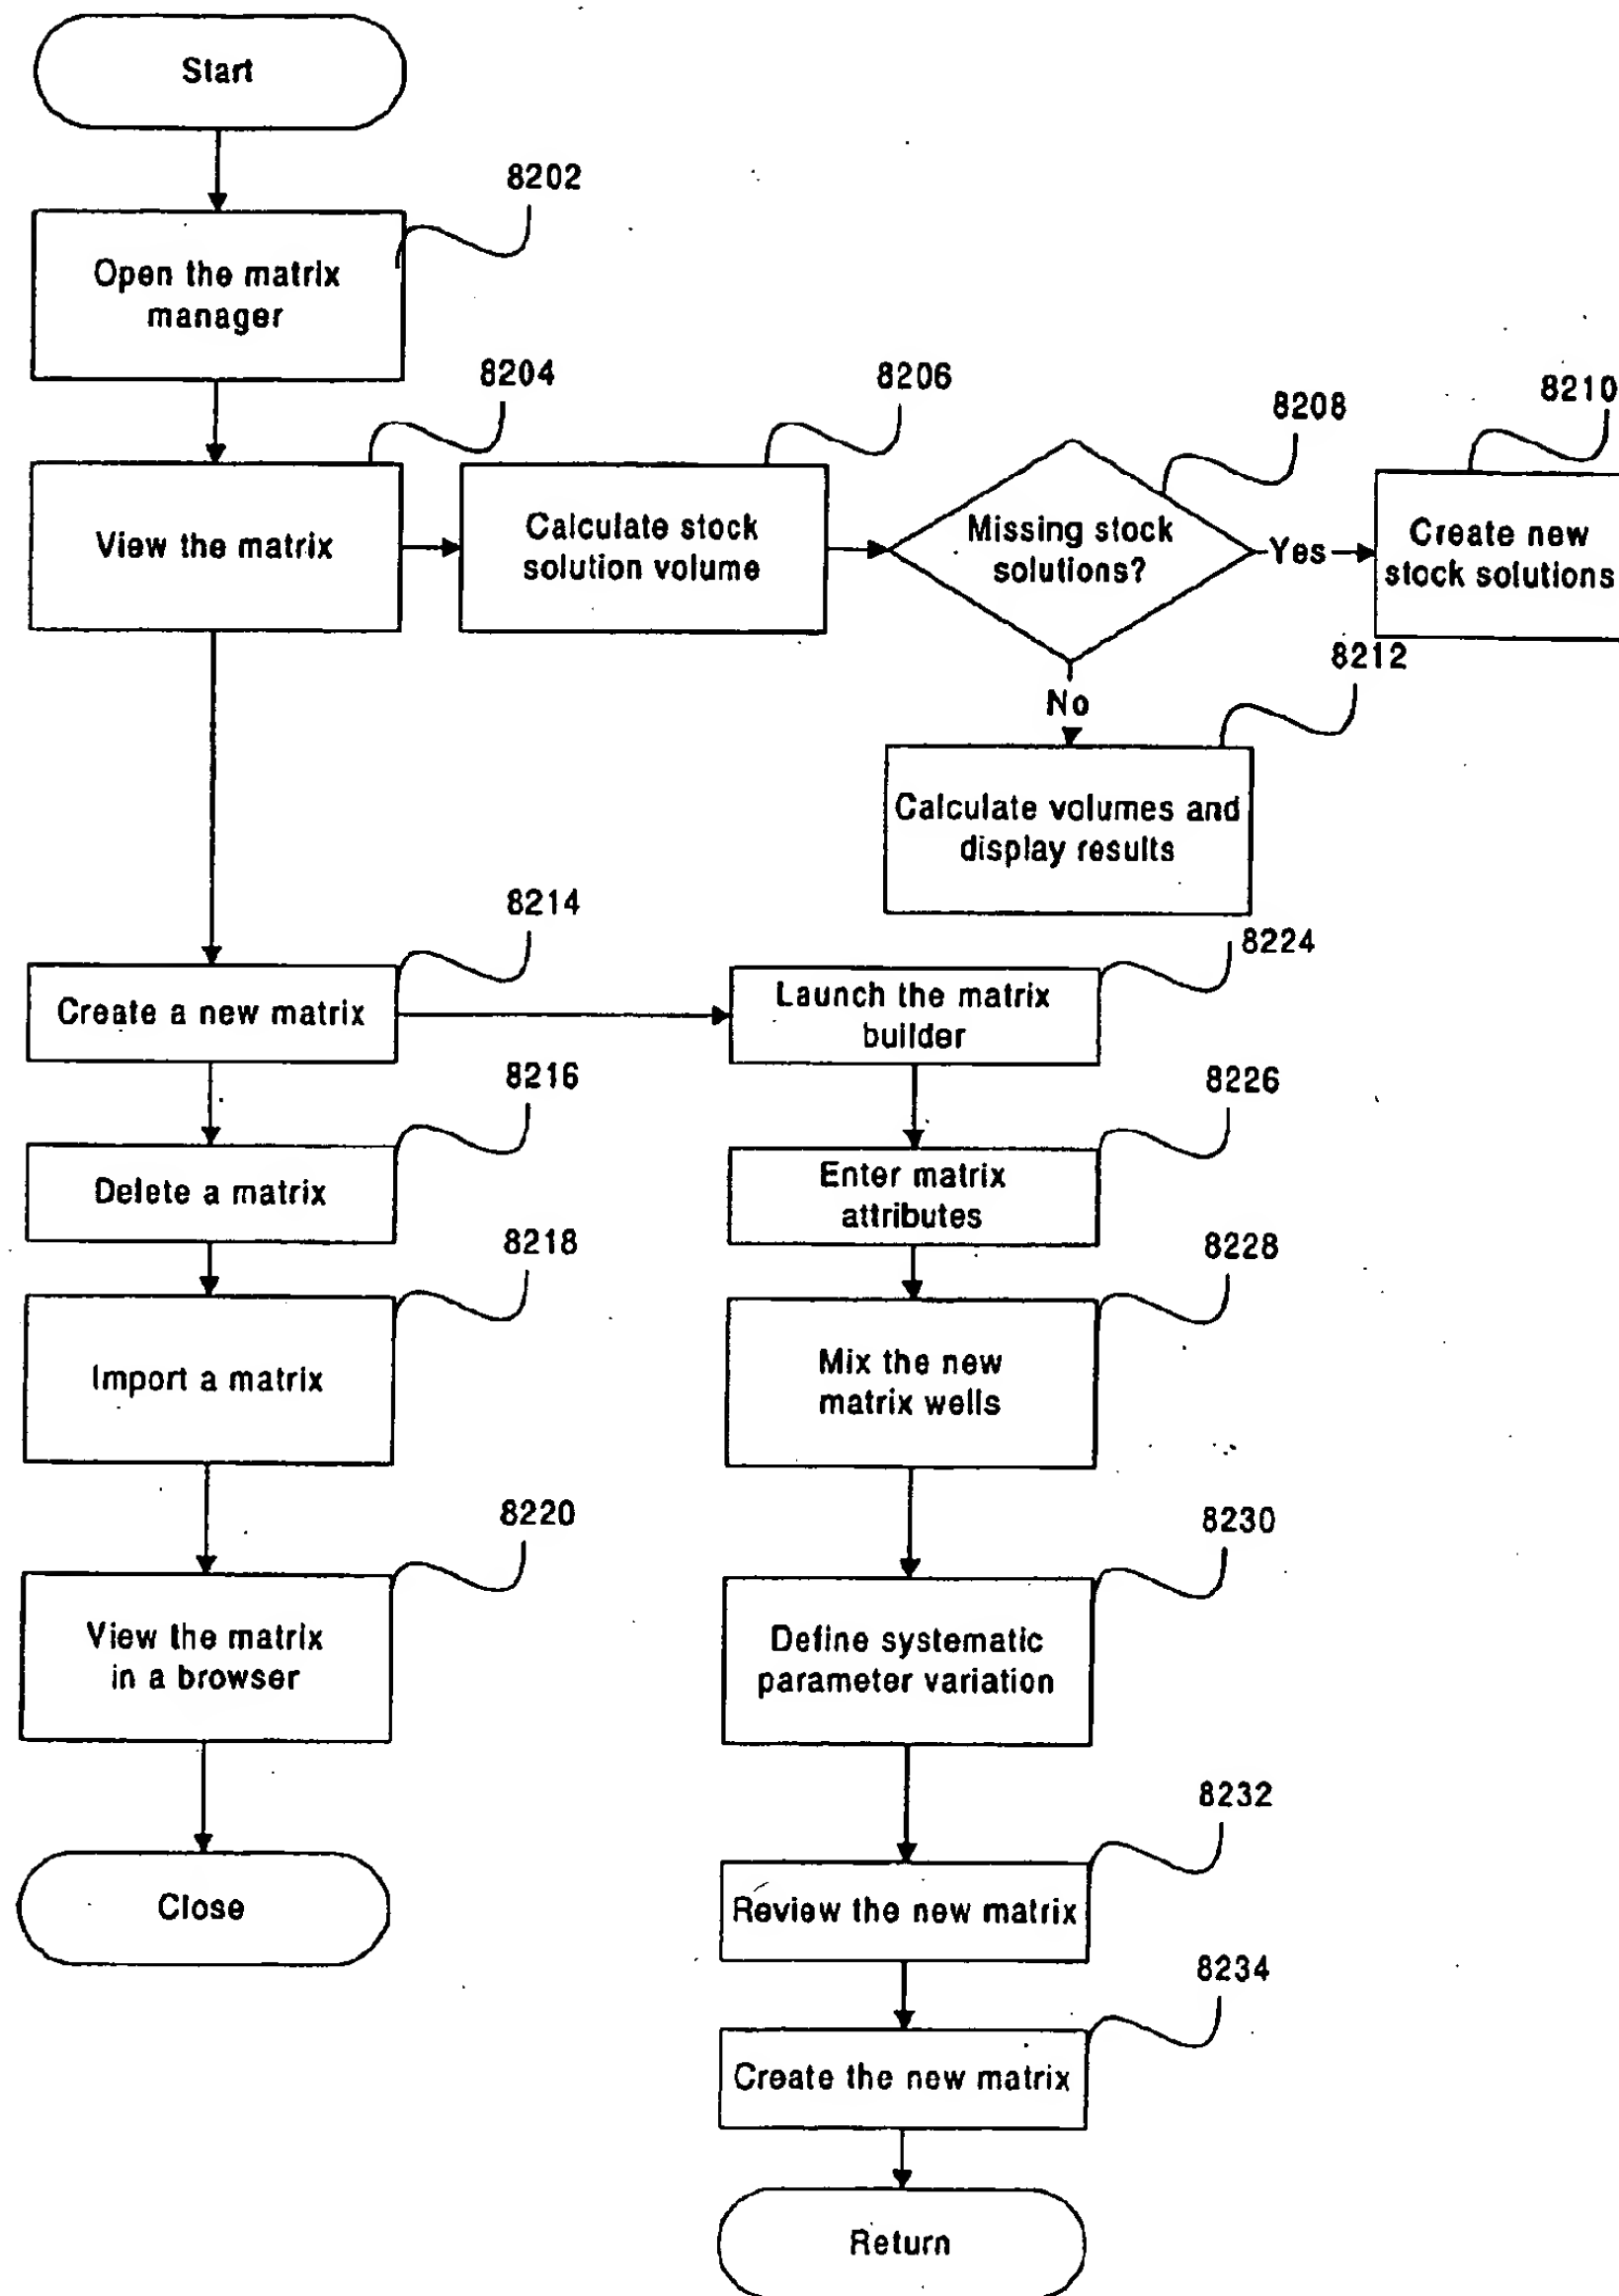 Start
8202
Open the matrix
manager
8204
8206
8208
8210
View the matrix
Calculate stock
solution volume
Missing stock
solutions?
Yes
Create new
stock solutions
8212
No
Calculate volumes and
display results
8214
8224
Create a new matrix
Launch the matrix
builder
8216
8226
Delete a matrix
Enter matrix
attributes
8218
8228
Import a matrix
Mix the new
matrix wells
8220
8230
View the matrix
in a browser
Define systematic
parameter variation
8232
Close
Review the new matrix
8234
Create the new matrix
Return